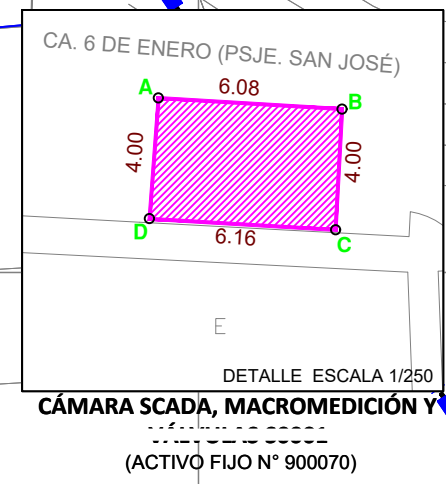 CA. 6 DE ENERO (PSJE. SAN JOSÉ)
A
6.08
B
4.00
4.00
D
6.16
C
E
DETALLE ESCALA 1/250
CÁMARA SCADA, MACROMEDICIÓN Y
(ACTIVO FIJO N° 900070)